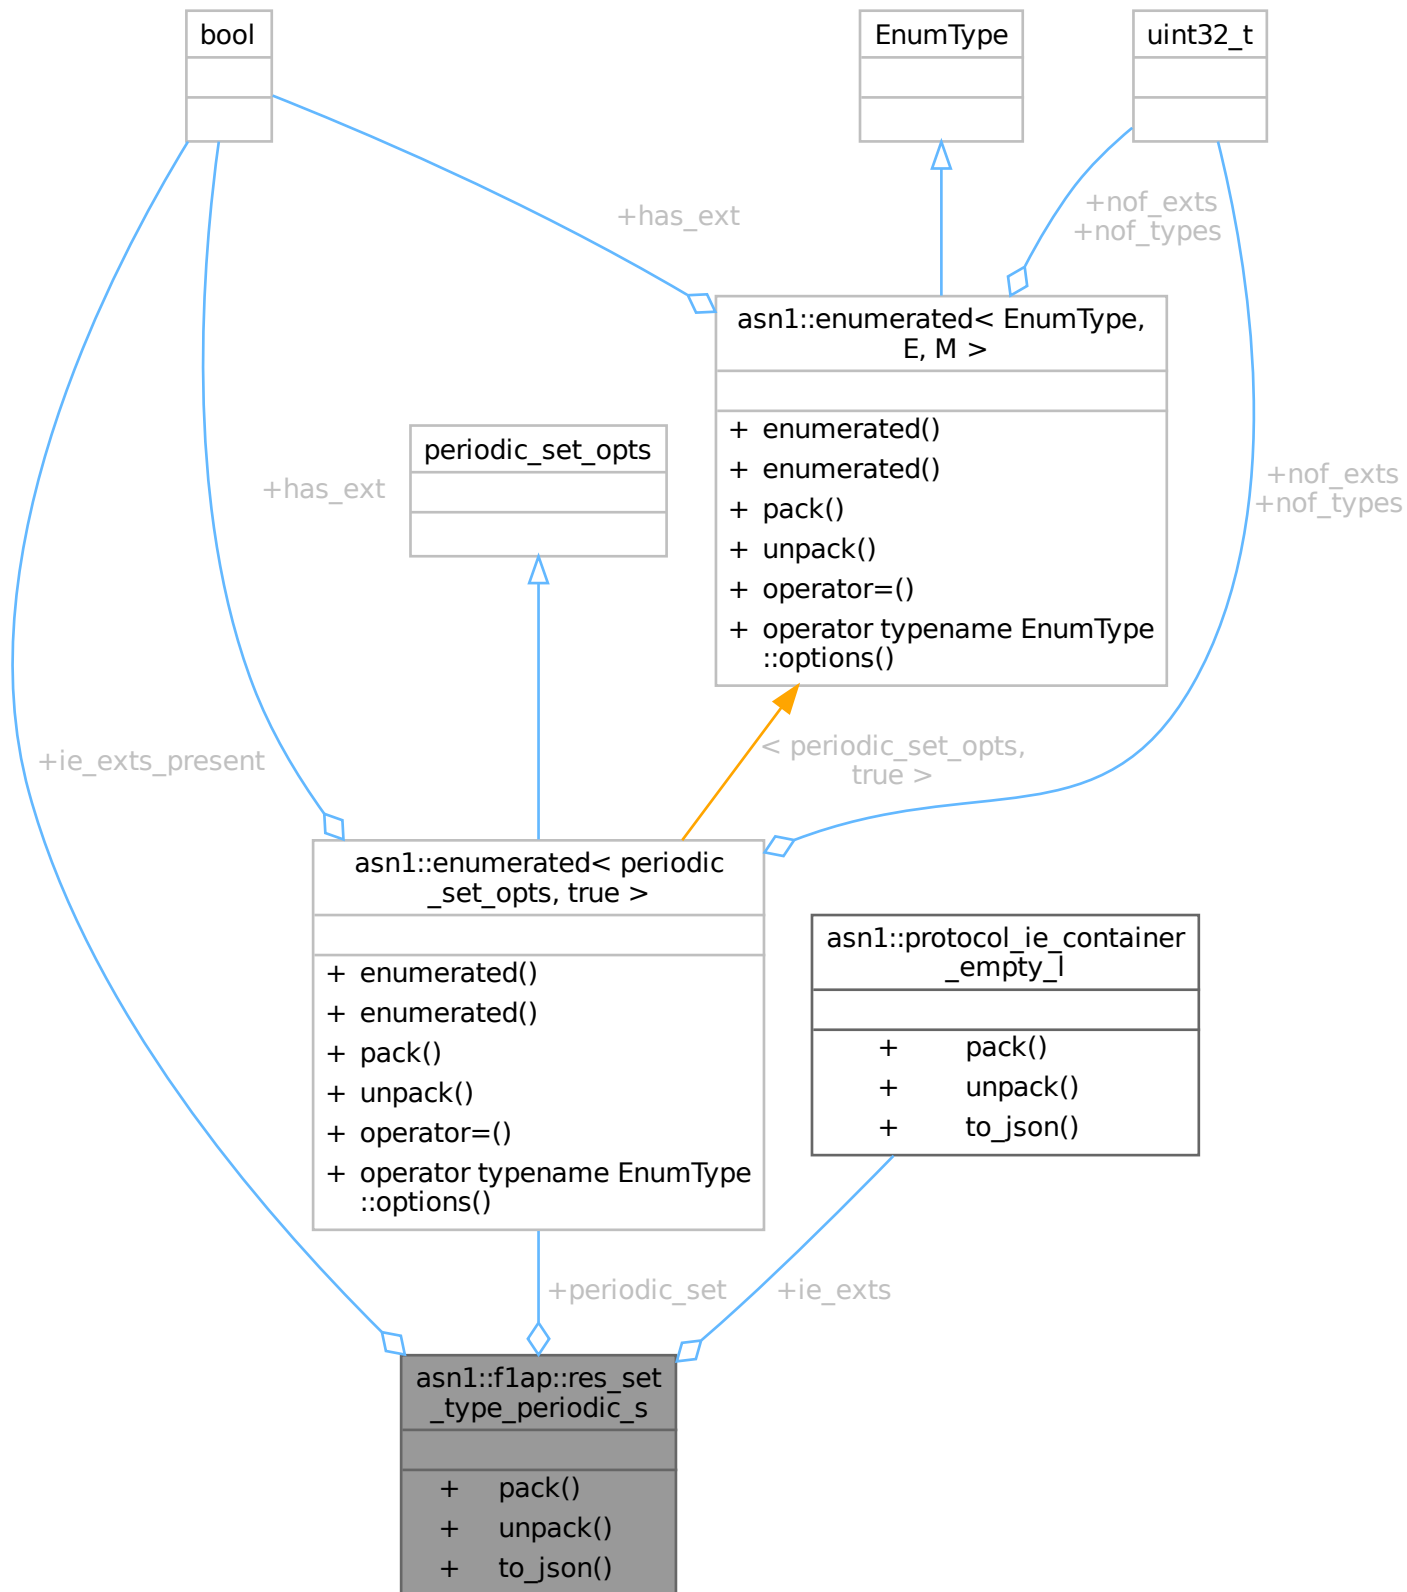 bool
EnumType
uint32_t
+has_ext
+nof_exts
+nof_types
asn1::enumerated< EnumType,
E, M >
+ enumerated()
+ enumerated()
+ pack()
+ unpack()
+ operator=()
+ operator typename EnumType
::options()
periodic_set_opts
+has_ext
+nof_exts
+nof_types
+ie_exts_present
< periodic_set_opts,
true >
asn1::enumerated< periodic
_set_opts, true >
+ enumerated()
+ enumerated()
+ pack()
+ unpack()
+ operator=()
+ operator typename EnumType
::options()
asn1::protocol_ie_container
_empty_l
+ pack()
+ unpack()
+ to_json()
+periodic_set
+ie_exts
asn1::f1ap::res_set
_type_periodic_s
+ pack()
+ unpack()
+ to_json()